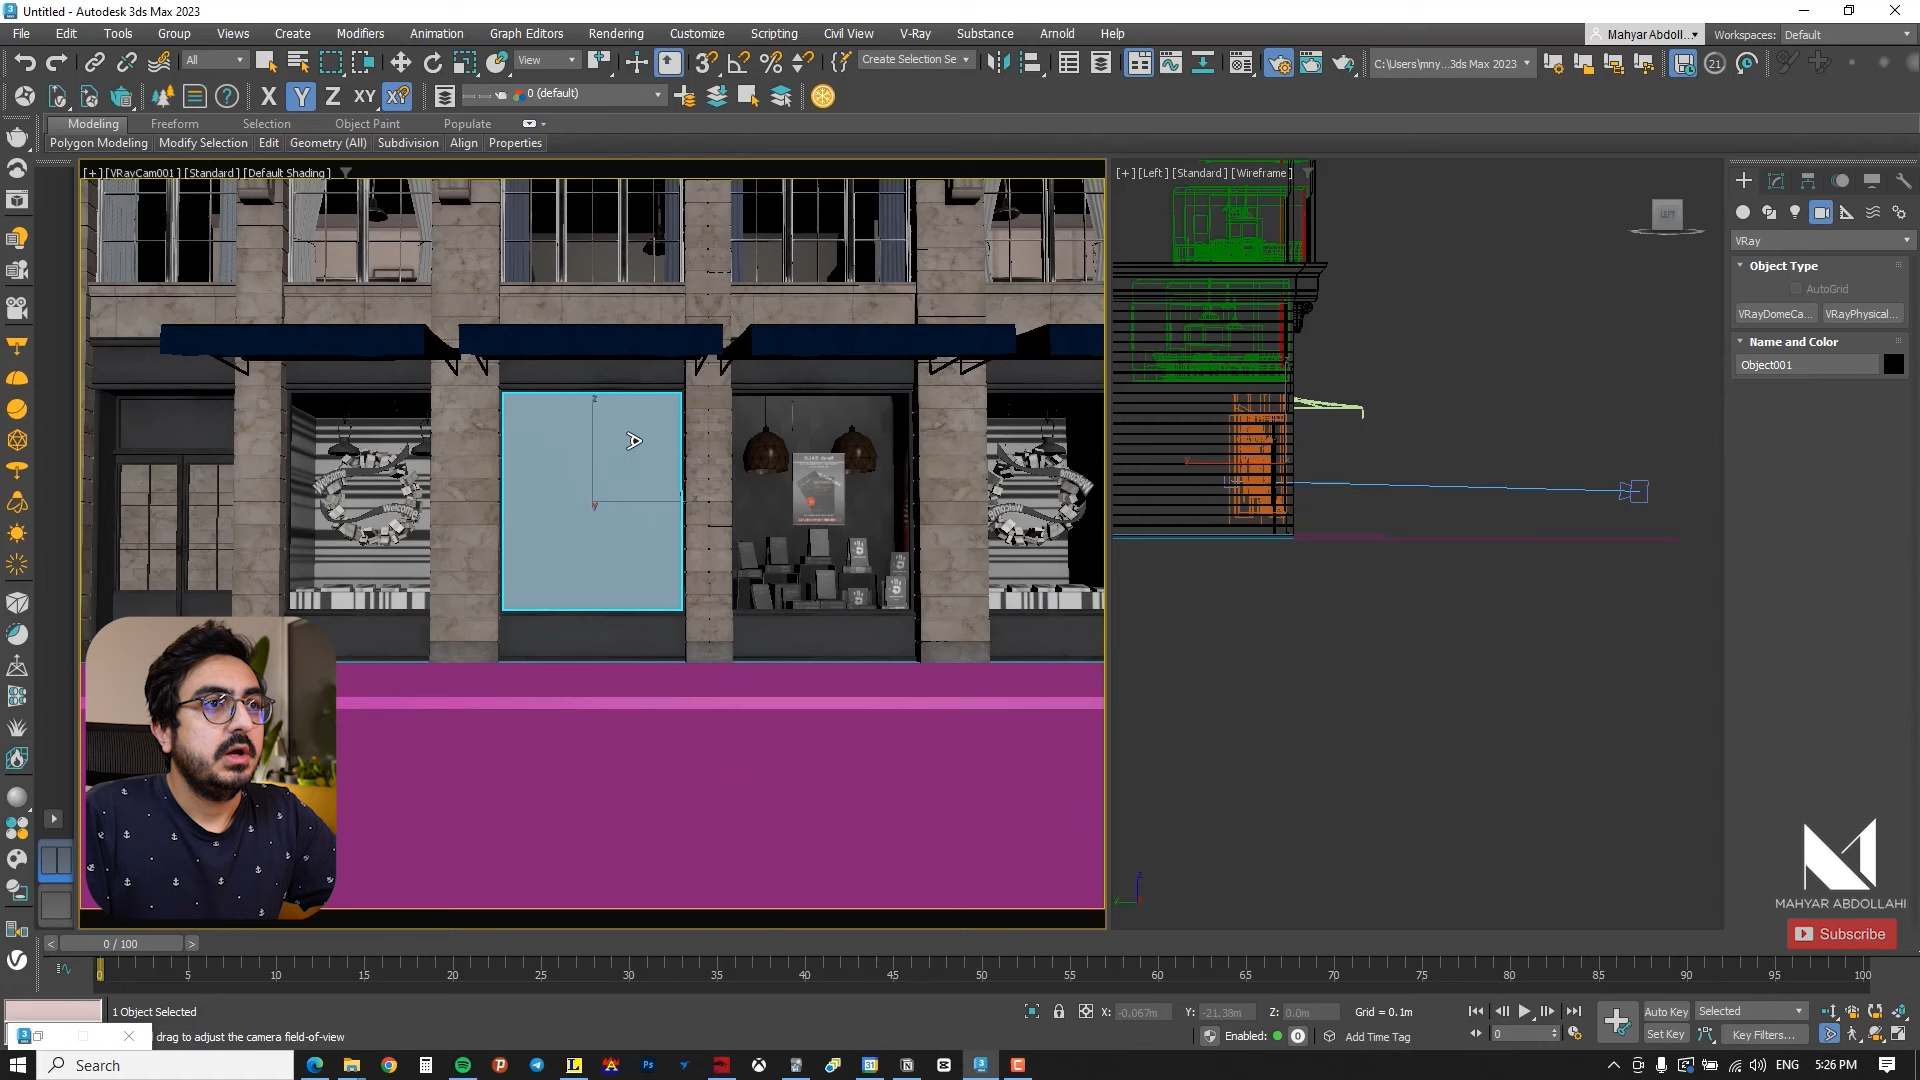 Untitled - Autodesk 3ds Max 2023
File Edit Tools Group Views Create Modifiers Animation Graph Editors Rendering Customize Scripting Civil View V-Ray Substance Arnold Help
Mahyar Abdoll... Workspaces: Default
All View Create Selection Se C:\Users\mny...3ds Max 2023 21
X Y Z XY 0 (default)
Modeling Freeform Selection Object Paint Populate
Polygon Modeling Modify Selection Edit Geometry (All) Subdivision Align Properties
[+] [VRayCam001] [Standard] [Default Shading]
[+] [Left] [Standard] [Wireframe]
LEFT
VRay
Object Type
AutoGrid
VRayDomeCa... VRayPhysical...
Name and Color
Object001
Welcome
Welcome
MAHYAR ABDOLLAHI
Subscribe
0 / 100
0 5 10 15 20 25 30 35 40 45 50 55 60 65 70 75 80 85 90 95 100
1 Object Selected
X: -0.067m Y: -21.38m Z: 0.0m Grid = 0.1m
Auto Key Selected
drag to adjust the camera field-of-view
Enabled: 0 Add Time Tag
0 Set Key Key Filters...
Search
ENG 5:26 PM